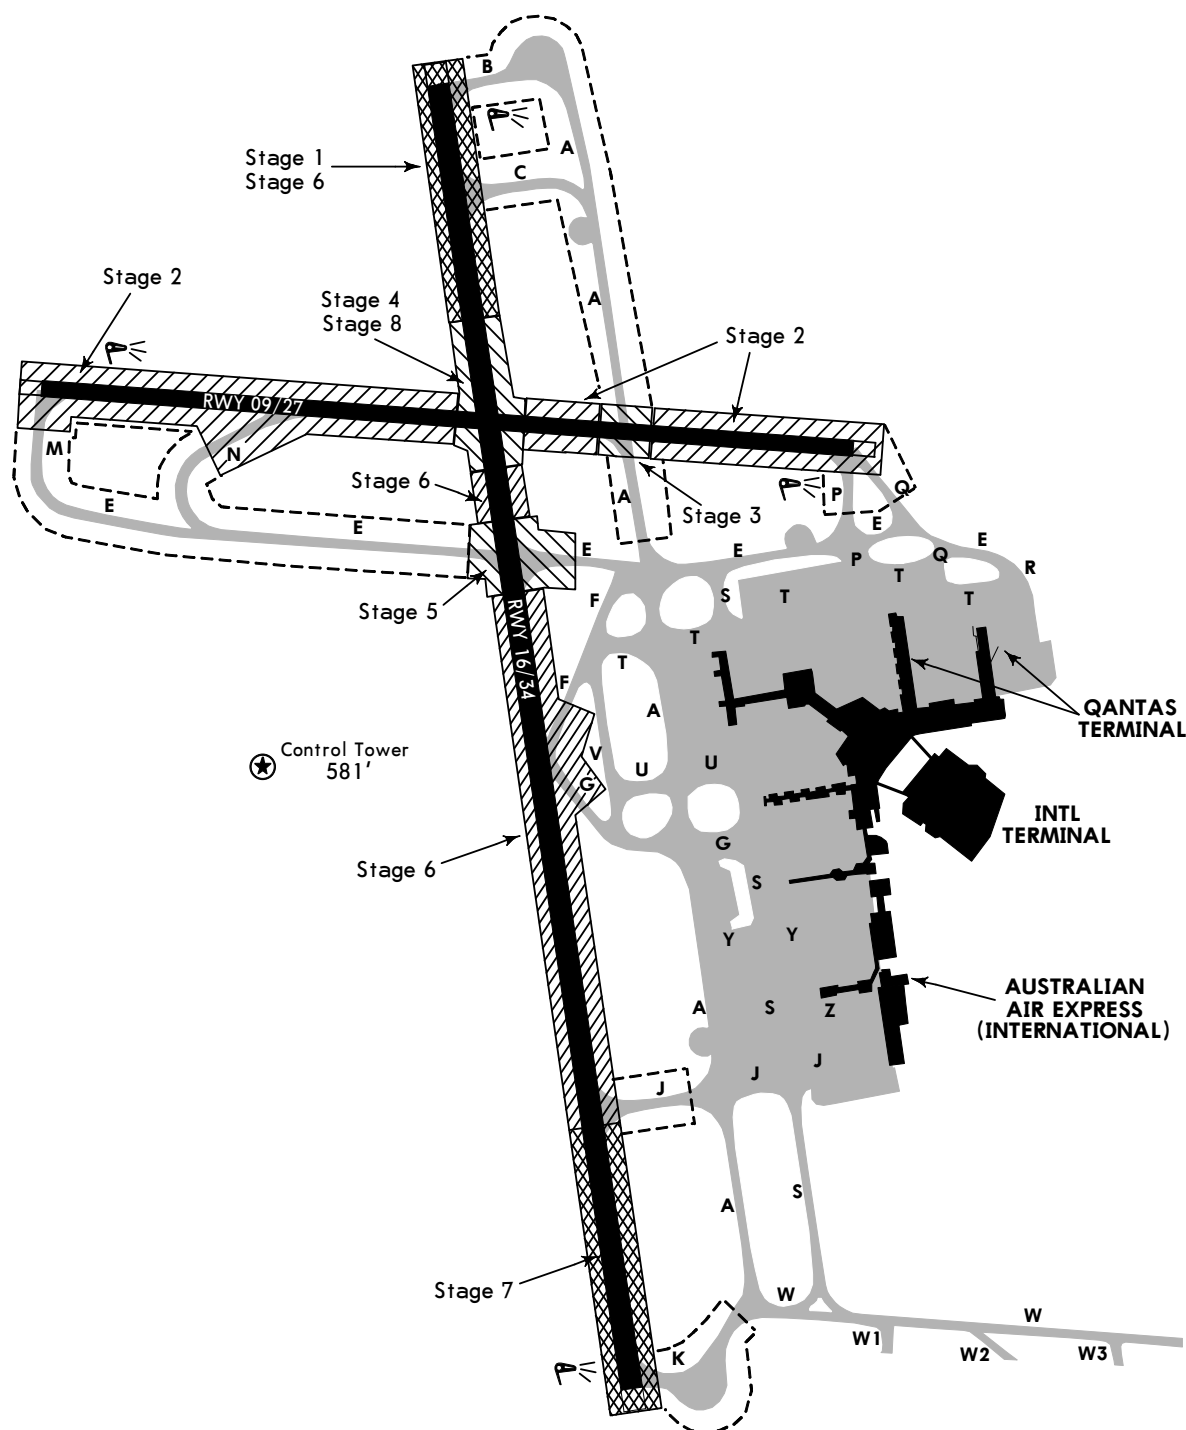 B
A
C
Stage 1
Stage 6
Stage 2
A
Stage 4
Stage 8
Stage 2
RWY 09/27
M
N
Stage 6
P
Q
E
A
Stage 3
E
E
E
E
E
P
Q
R
T
Stage 5
F
S
T
T
RWY 16/34
T
T
F
A
QANTAS
TERMINAL
Control Tower
581'
V
U
U
G
INTL
TERMINAL
G
Stage 6
S
Y
Y
AUSTRALIAN
AIR EXPRESS
(INTERNATIONAL)
A
S
Z
J
J
J
A
S
Stage 7
W
W
W1
W2
W3
K